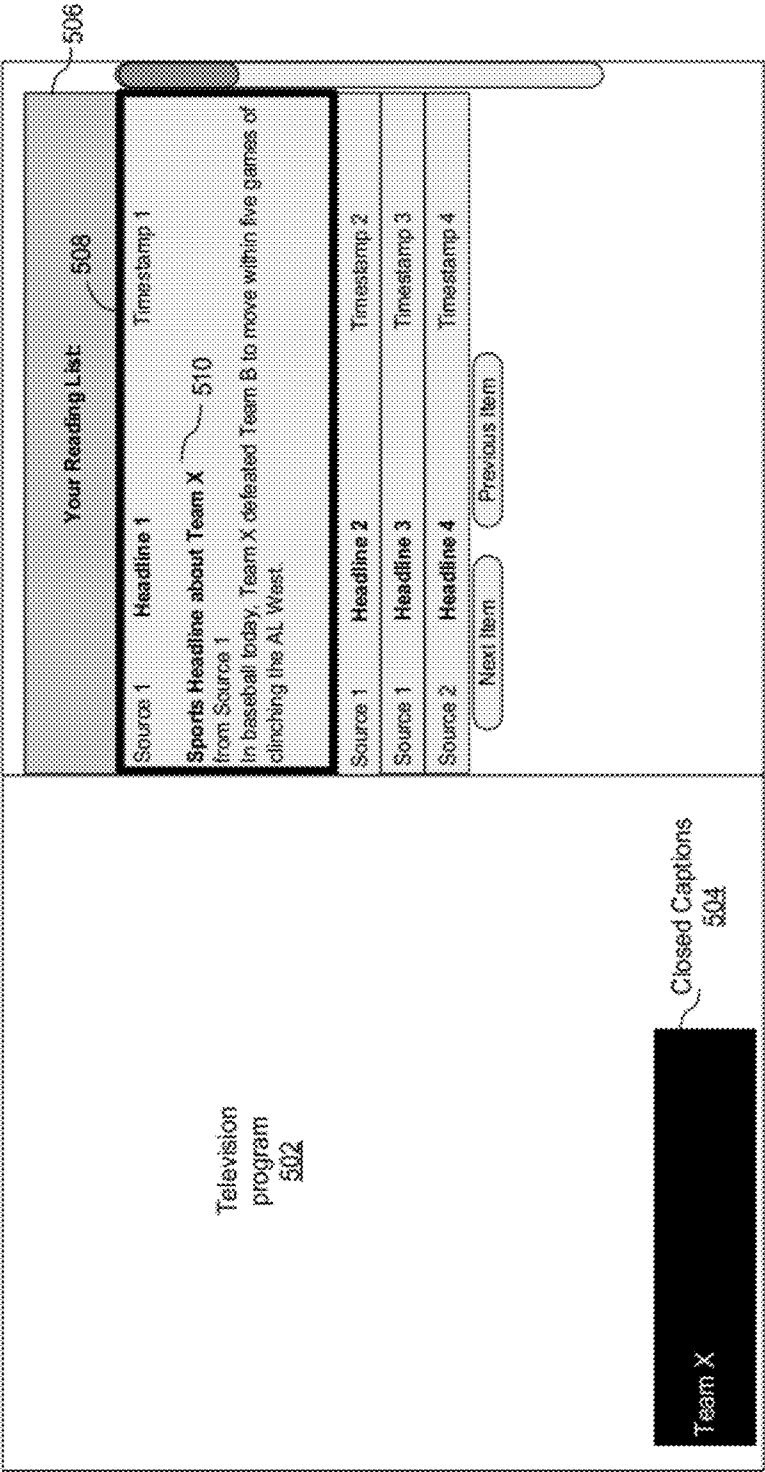 Television
program
502
Team X
Closed Captions
504
506
Your Reading List:
508
Source 1 Headline 1 Timestamp 1
Sports Headline about Team X
510
from Source 1
In baseball today, Team X defeated Team B to move within five games of
clinching the AL West.
Source 1 Headline 2 Timestamp 2
Source 1 Headline 3 Timestamp 3
Source 2 Headline 4 Timestamp 4
Next Item
Previous Item